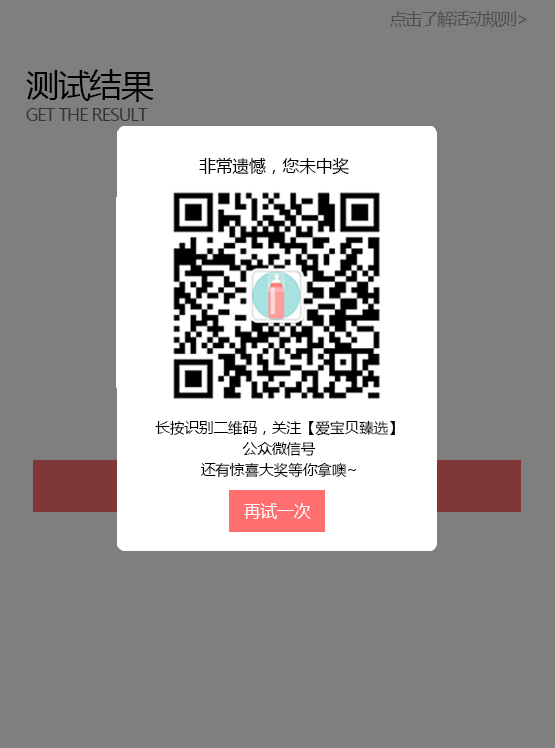 点击了解活动规则>
测试结果
GET THE RESULT
非常遗憾，您未中奖
长按识别二维码，关注【爱宝贝臻选】
公众微信号
还有惊喜大奖等你拿噢~
再试一次